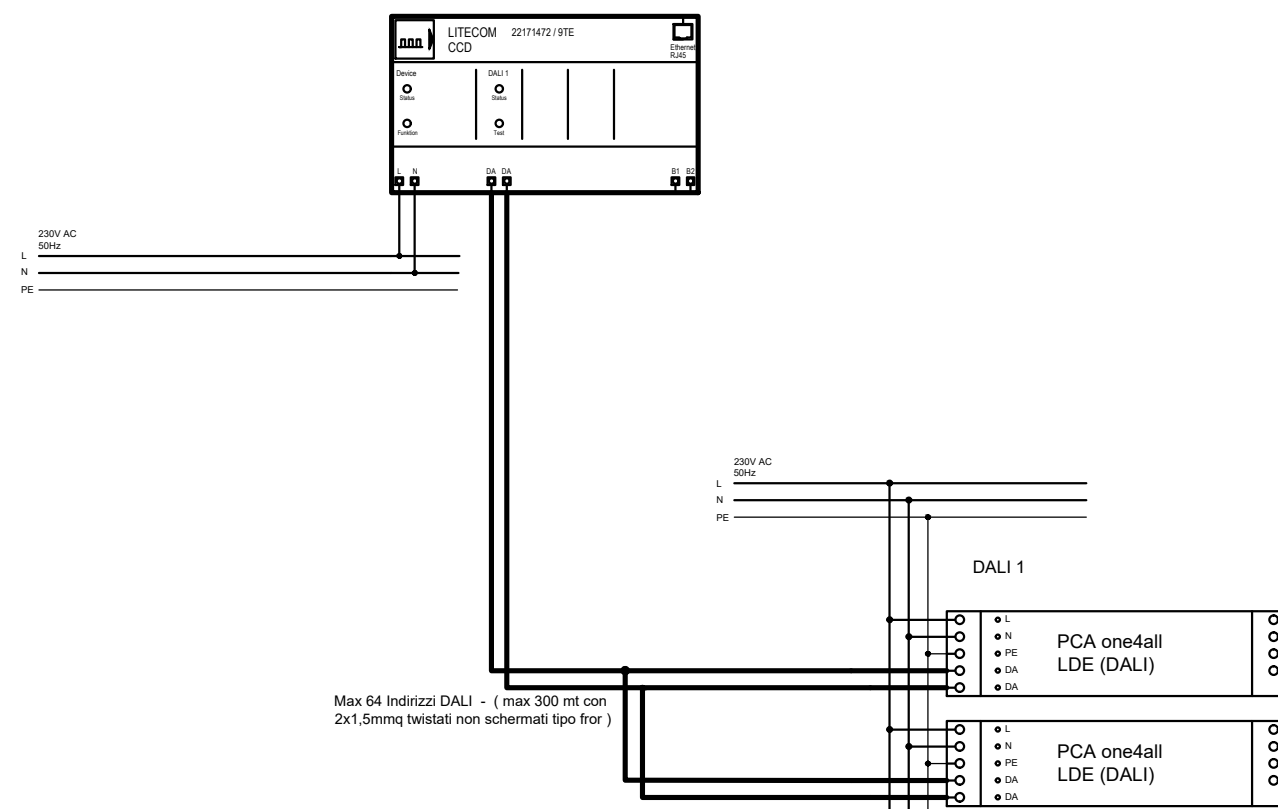 LITECOM 22171472 / 9TE
CCD
Ethernet
RJ45
Device
Status
Funktion
DALI 1
Status
Test
L N DA DA B1 B2
230V AC
50Hz
L
N
PE
230V AC
50Hz
L
N
PE
DALI 1
L
N
PE
DA
DA
PCA one4all
LDE (DALI)
Max 64 Indirizzi DALI - ( max 300 mt con
2x1,5mmq twistati non schermati tipo fror )
L
N
PE
DA
DA
PCA one4all
LDE (DALI)